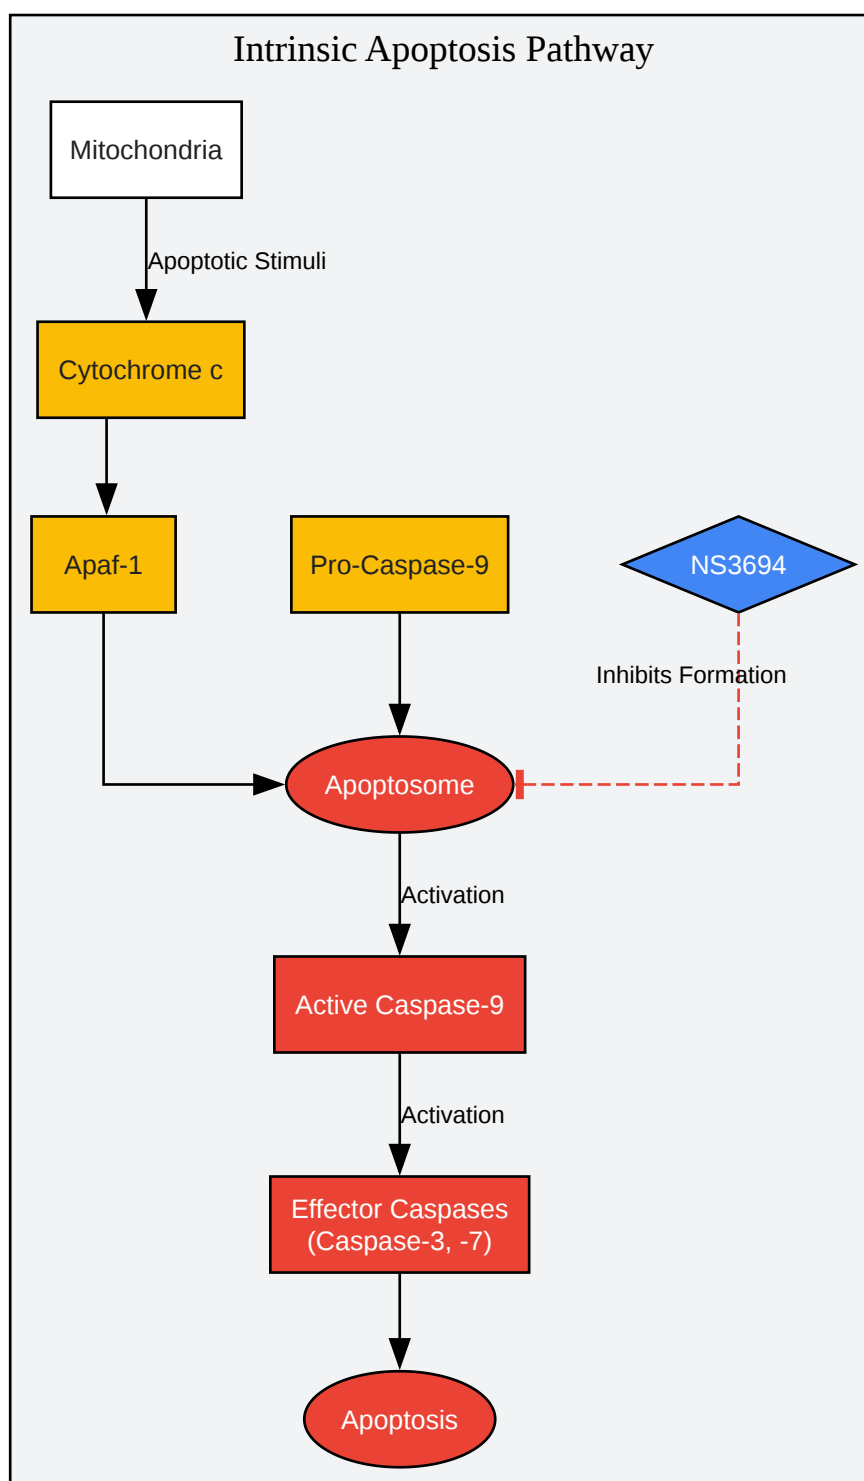 Intrinsic Apoptosis Pathway
Mitochondria
Apoptotic Stimuli
Cytochrome c
Apaf-1
Pro-Caspase-9
NS3694
Inhibits Formation
Apoptosome
Activation
Active Caspase-9
Activation
Effector Caspases
(Caspase-3, -7)
Apoptosis